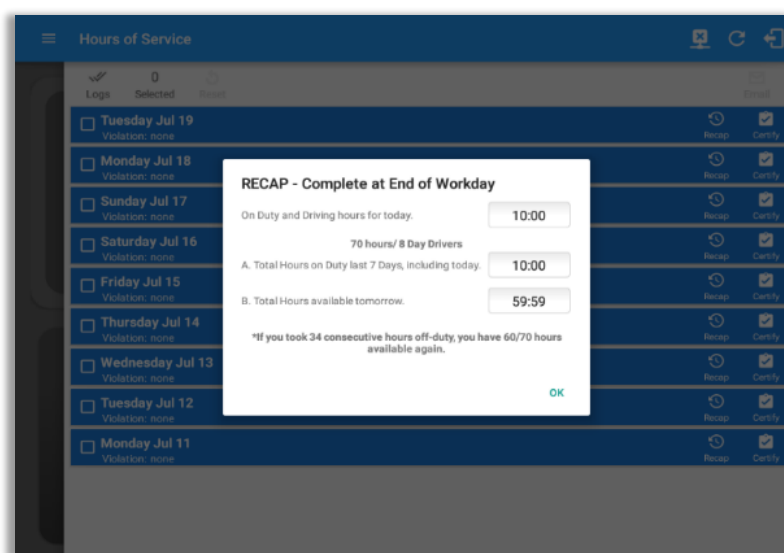 Hours of Service
0
Logs Selected Reset Email
Tuesday Jul 19
Violation: none
Recap Certify
Monday Jul 18
Violation: none
Recap Certify
Sunday Jul 17
Violation: none
Recap Certify
Saturday Jul 16
Violation: none
Recap Certify
Friday Jul 15
Violation: none
Recap Certify
Thursday Jul 14
Violation: none
Recap Certify
Wednesday Jul 13
Violation: none
Recap Certify
Tuesday Jul 12
Violation: none
Recap Certify
Monday Jul 11
Violation: none
Recap Certify
RECAP - Complete at End of Workday
On Duty and Driving hours for today. 10:00
70 hours/ 8 Day Drivers
A. Total Hours on Duty last 7 Days, including today. 10:00
B. Total Hours available tomorrow. 59:59
*If you took 34 consecutive hours off-duty, you have 60/70 hours
available again.
OK